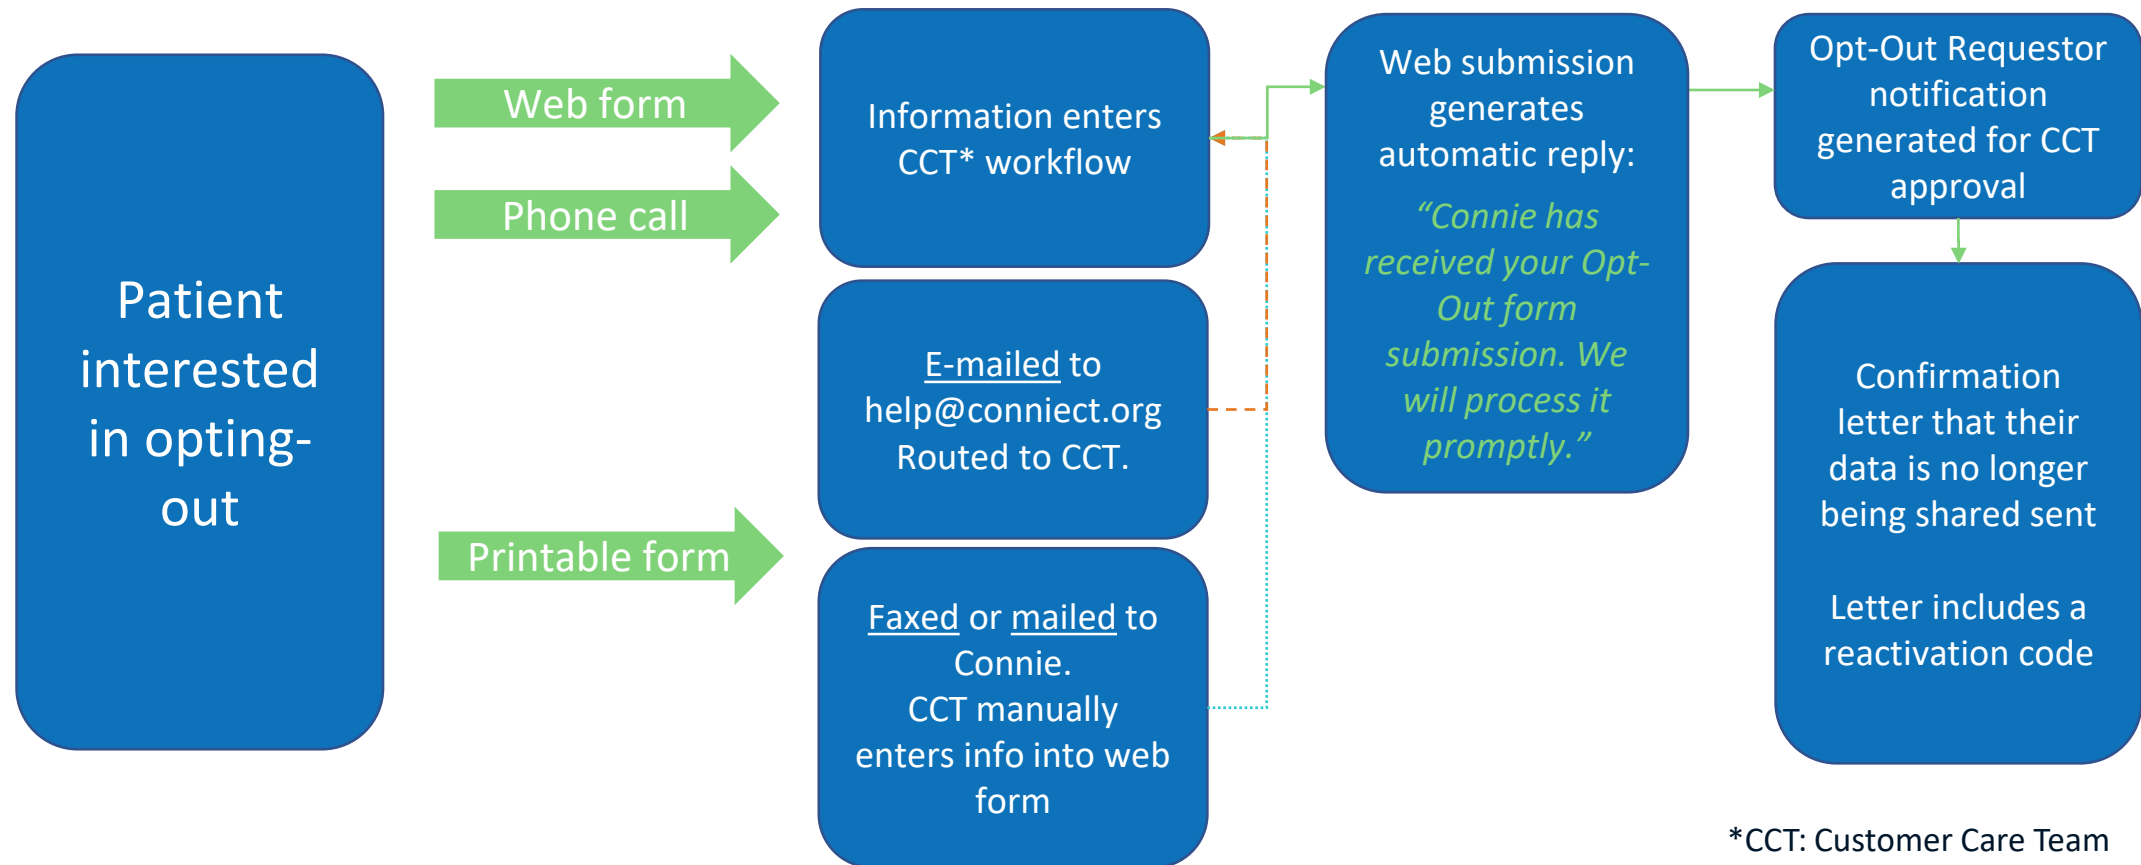 Patient
interested
in opting-
out
Web form
Phone call
Printable form
Information enters
CCT* workflow
E-mailed to
help@conniect.org
Routed to CCT.
Faxed or mailed to
Connie.
CCT manually
enters info into web
form
Web submission
generates
automatic reply:
“Connie has
received your Opt-
Out form
submission. We
will process it
promptly.”
Opt-Out Requestor
notification
generated for CCT
approval
Confirmation
letter that their
data is no longer
being shared sent
Letter includes a
reactivation code
*CCT: Customer Care Team